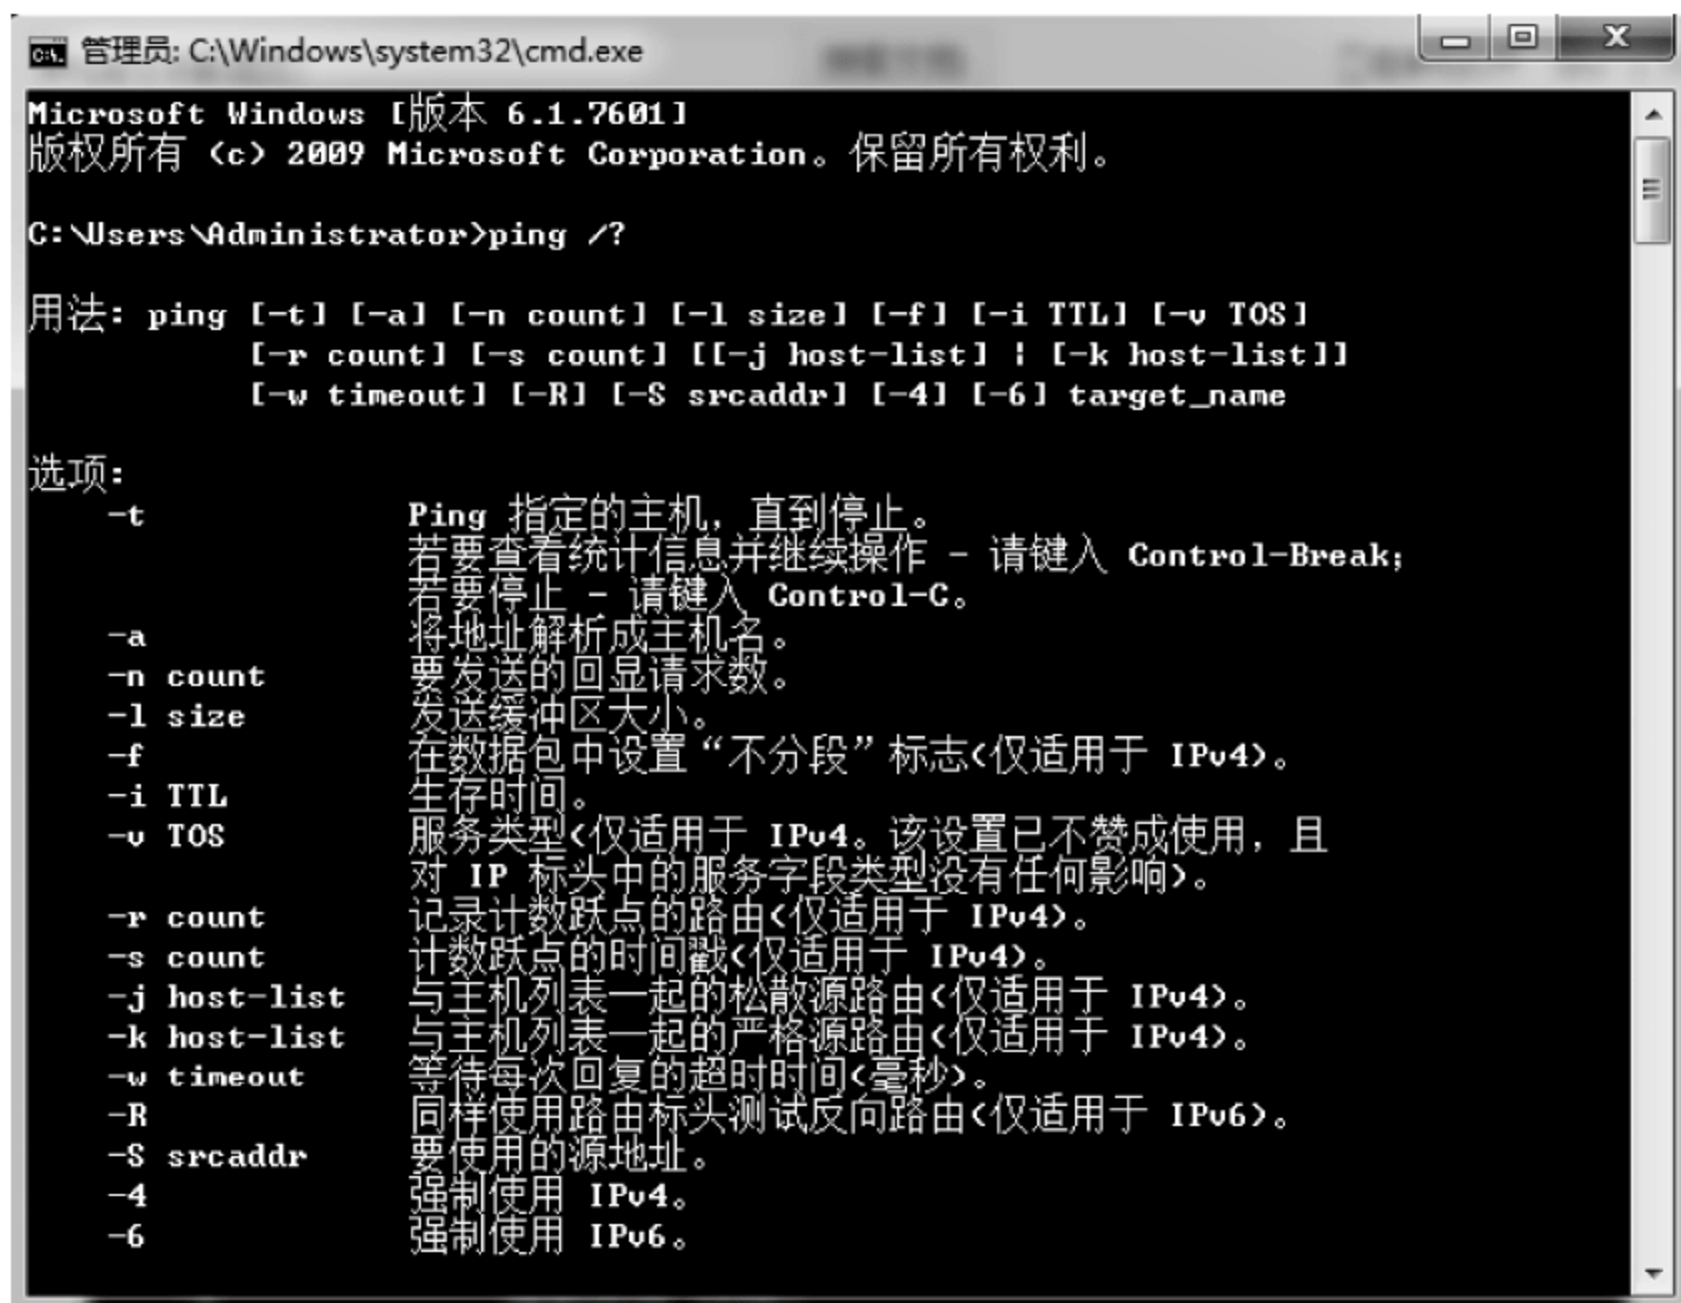 管理员: C:\Windows\system32\cmd.exe
Microsoft Windows [版本 6.1.7601]
版权所有 (c) 2009 Microsoft Corporation。保留所有权利。
C:\Users\Administrator>ping /?
用法: ping [-t] [-a] [-n count] [-l size] [-f] [-i TTL] [-v TOS]
[-r count] [-s count] [[-j host-list] | [-k host-list]]
[-w timeout] [-R] [-S srcaddr] [-4] [-6] target_name
选项:
-t Ping 指定的主机，直到停止。
若要查看统计信息并继续操作 - 请键入 Control-Break;
若要停止 - 请键入 Control-C。
-a 将地址解析成主机名。
-n count 要发送的回显请求数。
-l size 发送缓冲区大小。
-f 在数据包中设置“不分段”标志(仅适用于 IPv4)。
-i TTL 生存时间。
-v TOS 服务类型(仅适用于 IPv4。该设置已不赞成使用，且
对 IP 标头中的服务字段类型没有任何影响)。
-r count 记录计数跃点的路由(仅适用于 IPv4)。
-s count 计数跃点的时间戳(仅适用于 IPv4)。
-j host-list 与主机列表一起的松散源路由(仅适用于 IPv4)。
-k host-list 与主机列表一起的严格源路由(仅适用于 IPv4)。
-w timeout 等待每次回复的超时时间(毫秒)。
-R 同样使用路由标头测试反向路由(仅适用于 IPv6)。
-S srcaddr 要使用的源地址。
-4 强制使用 IPv4。
-6 强制使用 IPv6。